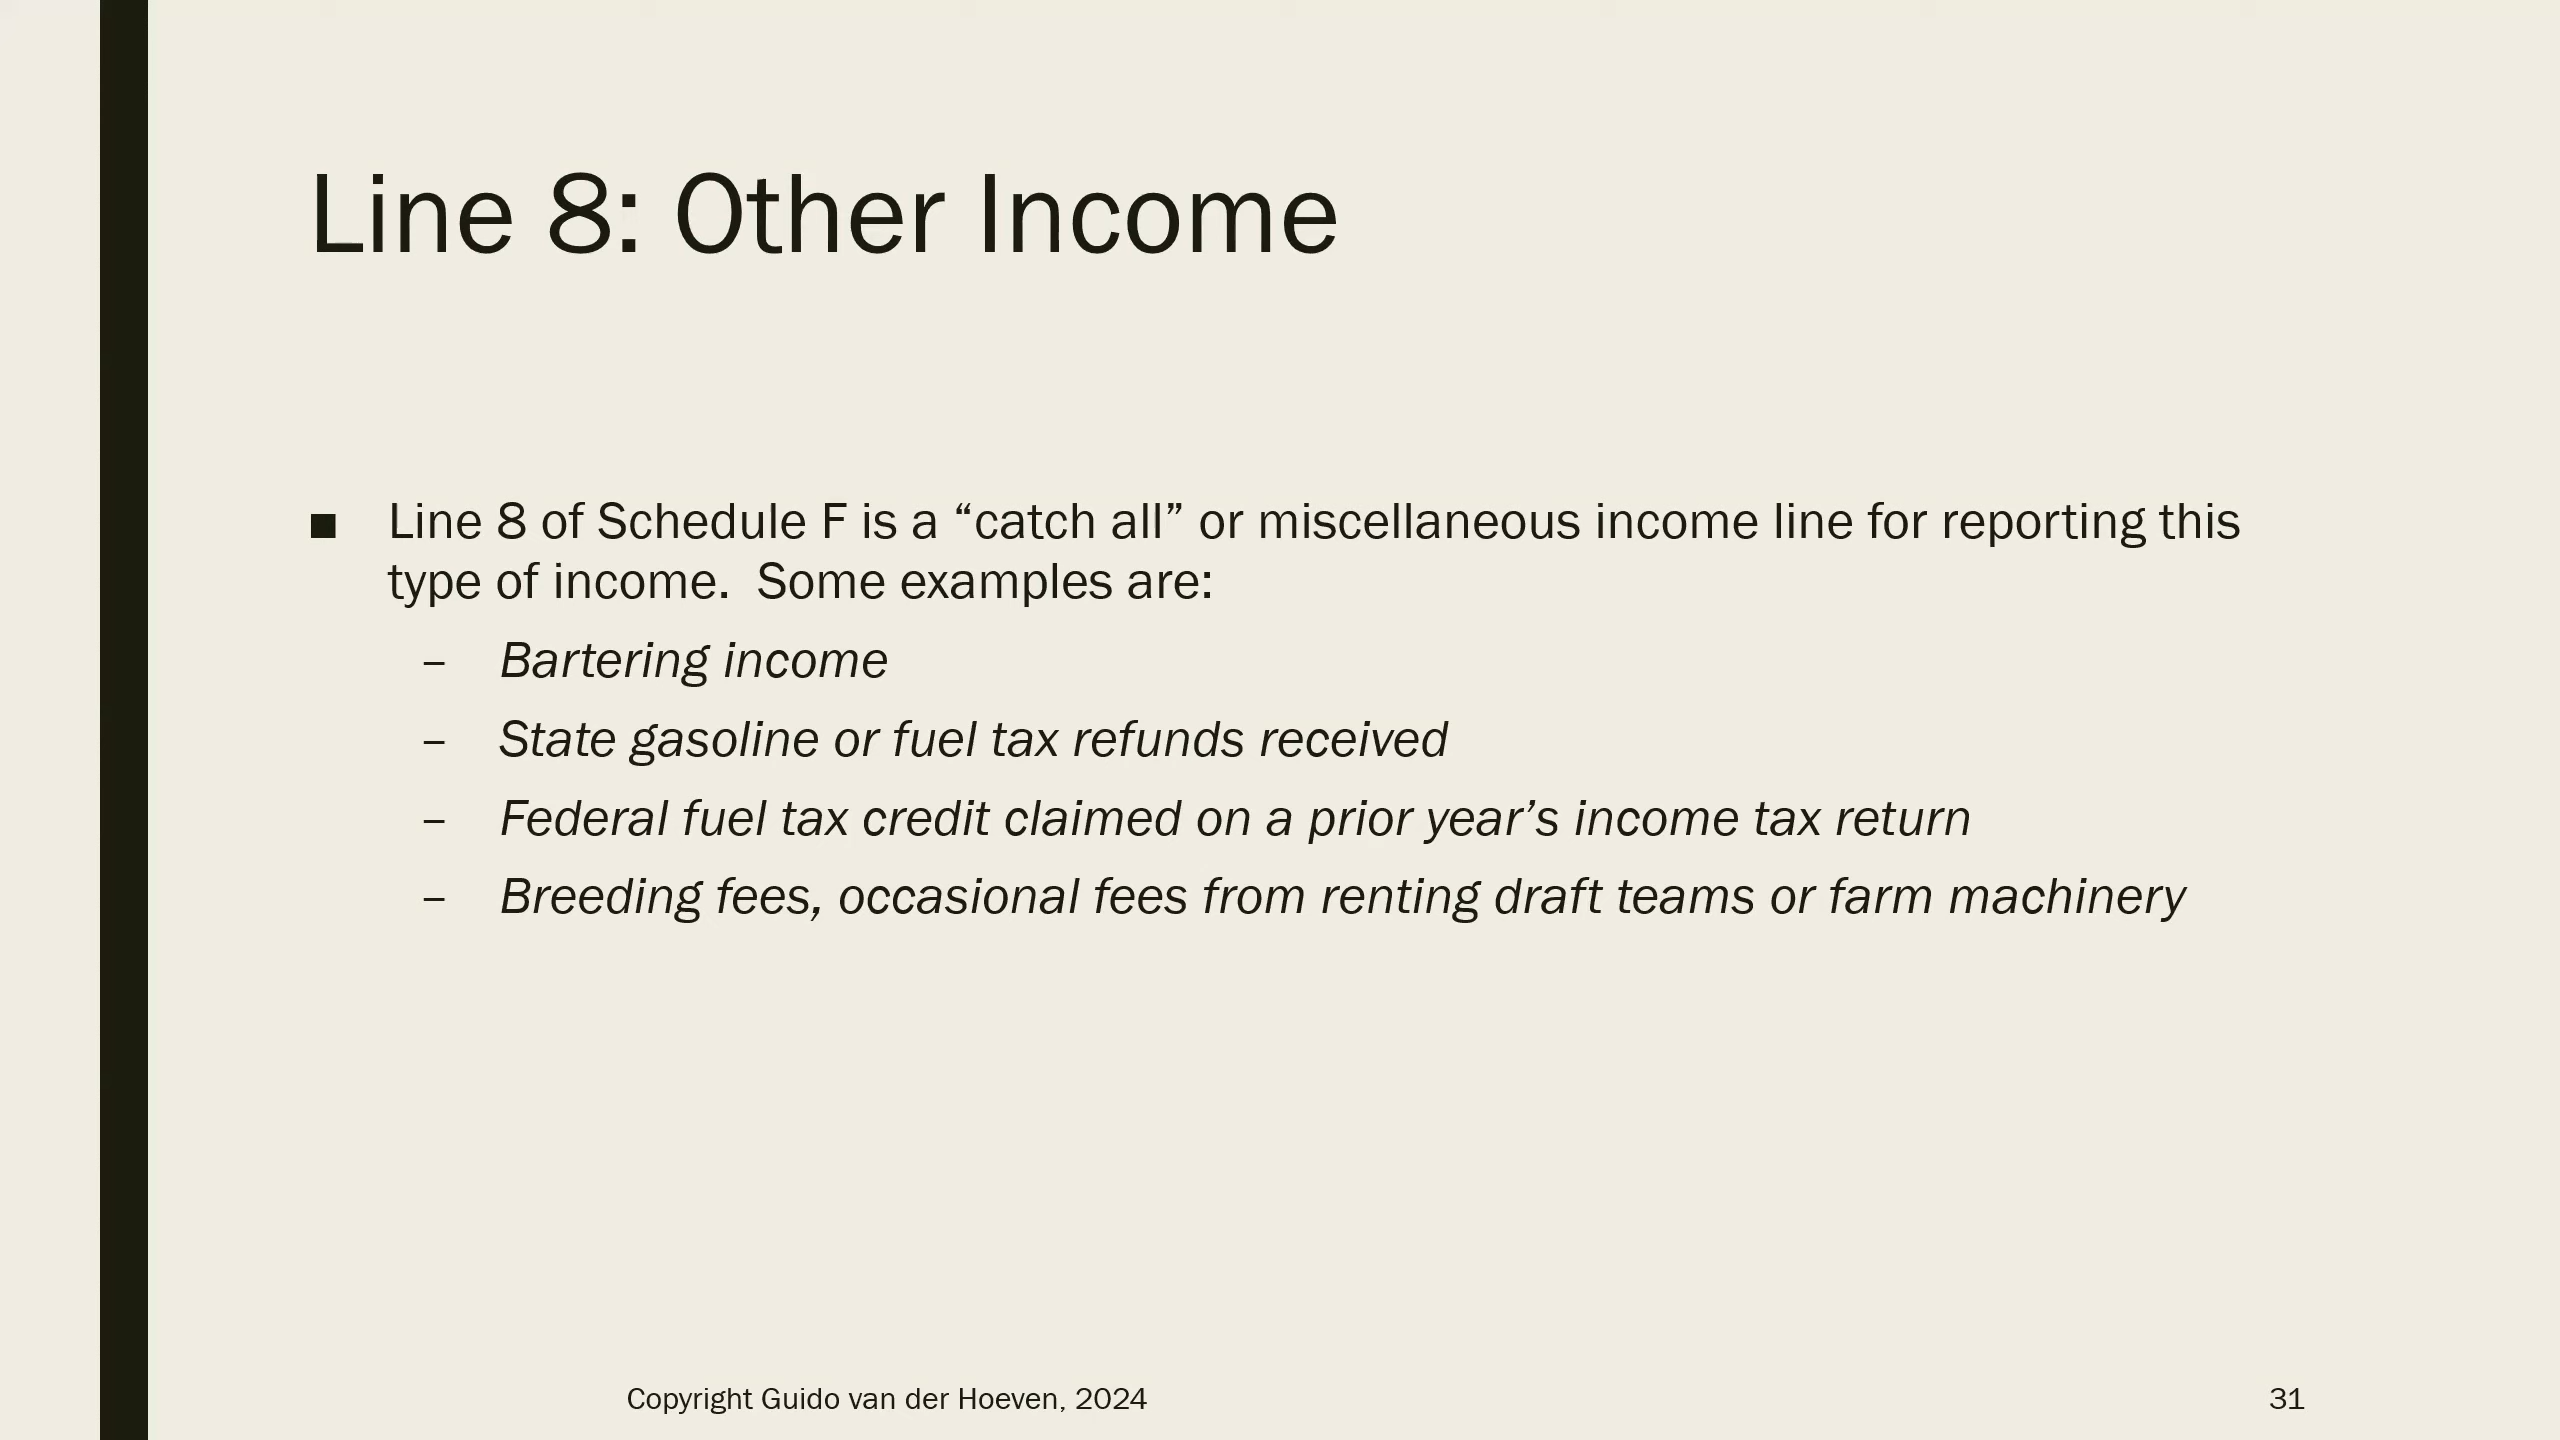 Line 8: Other Income
■ Line 8 of Schedule F is a “catch all” or miscellaneous income line for reporting this
type of income.  Some examples are:
– Bartering income
– State gasoline or fuel tax refunds received
– Federal fuel tax credit claimed on a prior year’s income tax return
– Breeding fees, occasional fees from renting draft teams or farm machinery
Copyright Guido van der Hoeven, 2024
31